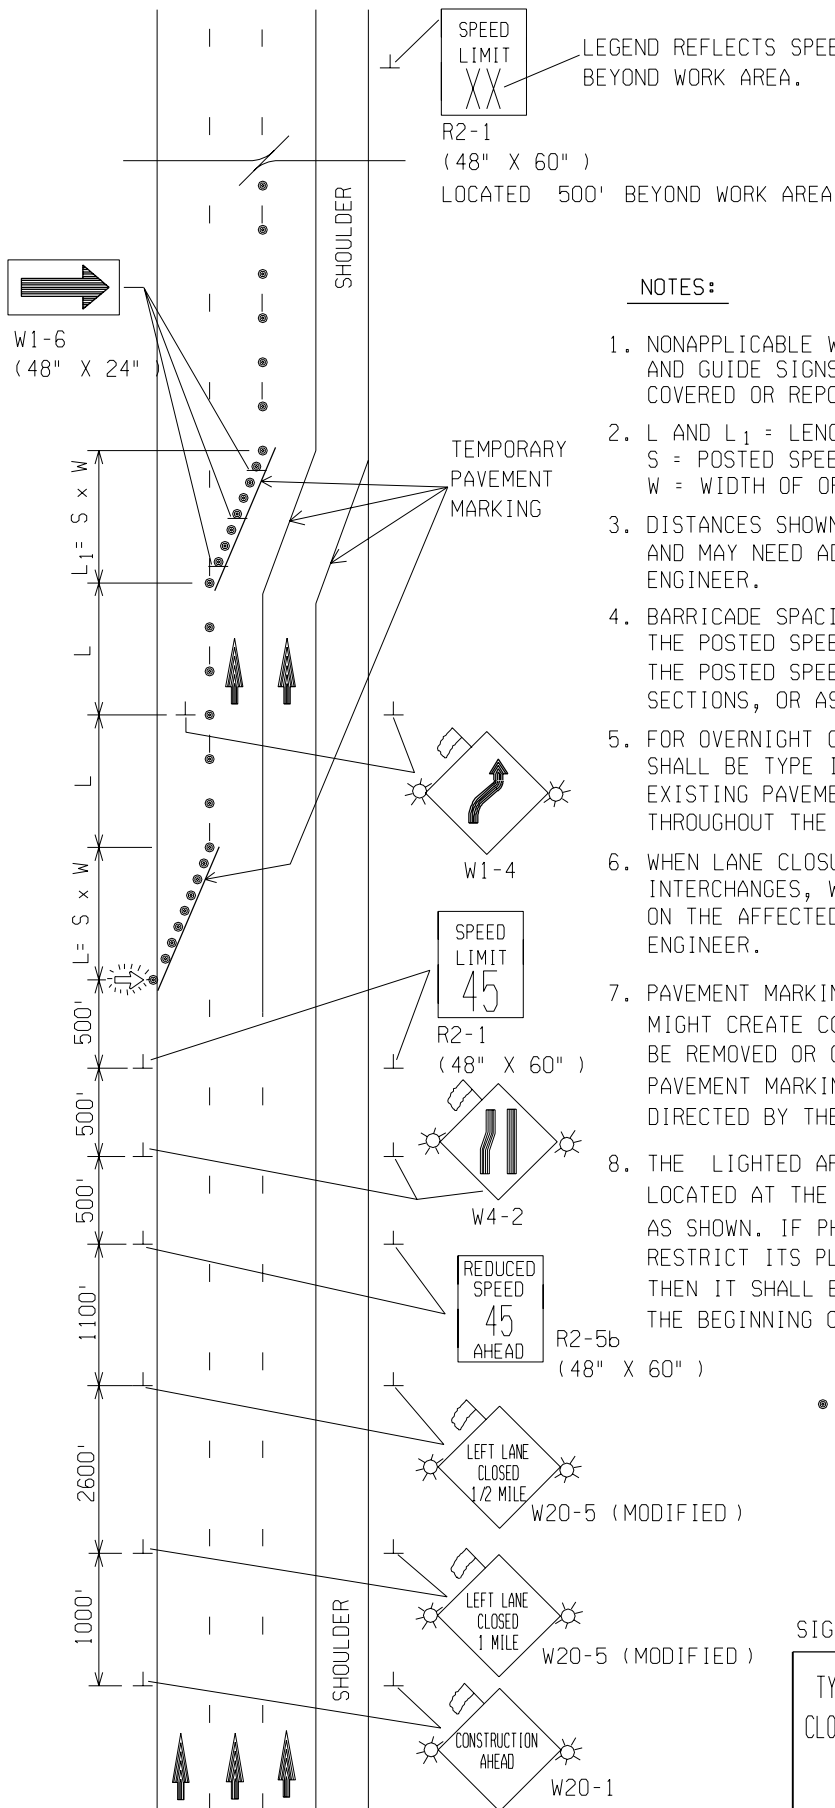 SPEED
LIMIT
XX
LEGEND REFLECTS SPEE
BEYOND WORK AREA.
R2-1
(48" X 60")
LOCATED 500' BEYOND WORK AREA
SHOULDER
W1-6
(48" X 24")
NOTES:
1. NONAPPLICABLE W
AND GUIDE SIGNS
COVERED OR REPO
2. L AND L1 = LENG
S = POSTED SPEE
W = WIDTH OF OF
3. DISTANCES SHOWN
AND MAY NEED AD
ENGINEER.
4. BARRICADE SPACI
THE POSTED SPEE
THE POSTED SPEE
SECTIONS, OR AS
5. FOR OVERNIGHT C
SHALL BE TYPE I
EXISTING PAVEME
THROUGHOUT THE
6. WHEN LANE CLOSU
INTERCHANGES, W
ON THE AFFECTED
ENGINEER.
7. PAVEMENT MARKIN
MIGHT CREATE CO
BE REMOVED OR C
PAVEMENT MARKIN
DIRECTED BY THE
8. THE LIGHTED AR
LOCATED AT THE
AS SHOWN. IF PH
RESTRICT ITS PL
THEN IT SHALL B
THE BEGINNING O
TEMPORARY
PAVEMENT
MARKING
L1= S x W
L
L
L= S x W
500'
500'
500'
1100'
2600'
1000'
W1-4
SPEED
LIMIT
45
R2-1
(48" X 60")
W4-2
REDUCED
SPEED
45
AHEAD
R2-5b
(48" X 60")
LEFT LANE
CLOSED
1/2 MILE
W20-5 (MODIFIED)
LEFT LANE
CLOSED
1 MILE
W20-5 (MODIFIED)
SHOULDER
CONSTRUCTION
AHEAD
W20-1
SIG
TY
CLO